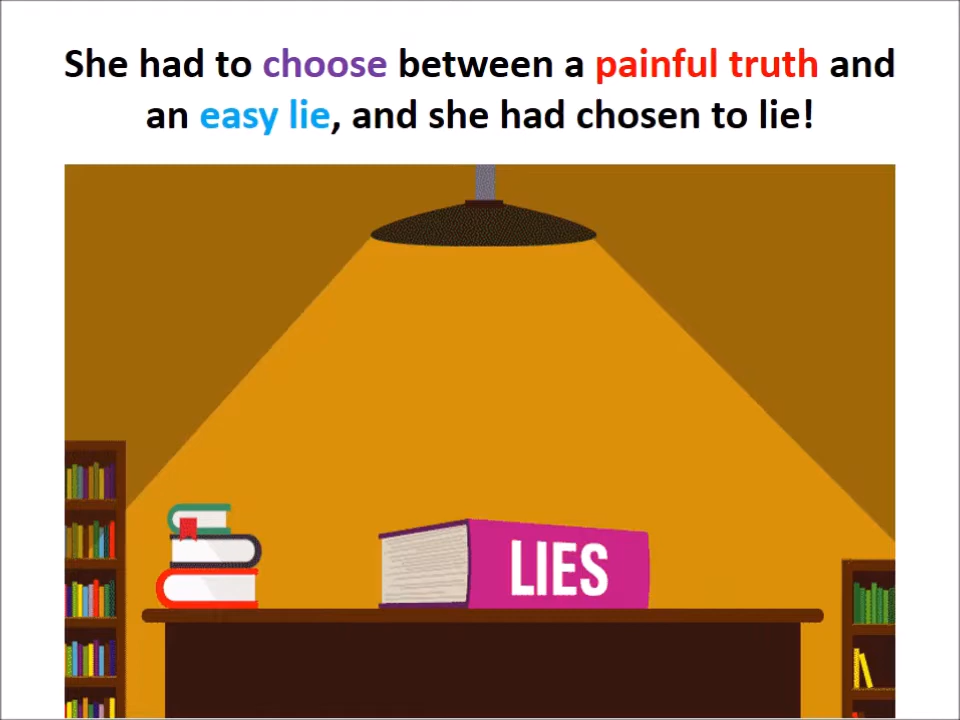 She had to choose between a painful truth and
an easy lie, and she had chosen to lie!
LIES